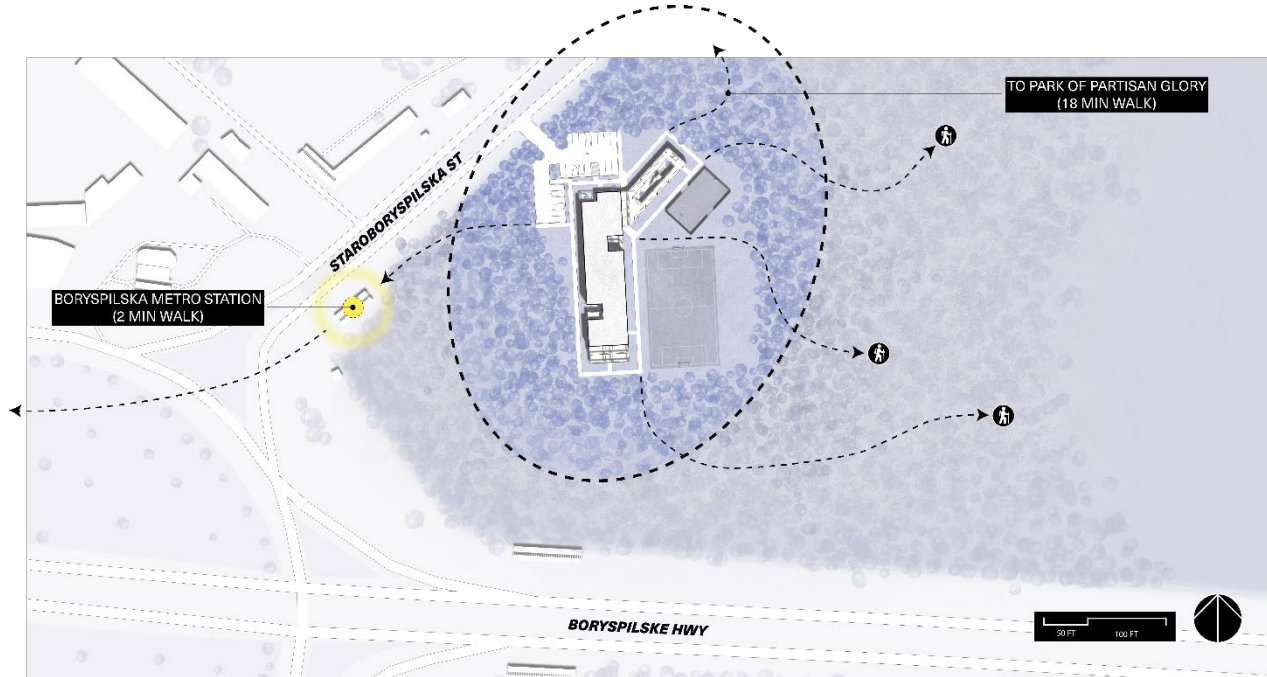 TO PARK OF PARTISAN GLORY
(18 MIN WALK)
STAROBORYSPILSKA ST
BORYSPILSKA METRO STATION
(2 MIN WALK)
BORYSPILSKE HWY
50 FT 100 FT